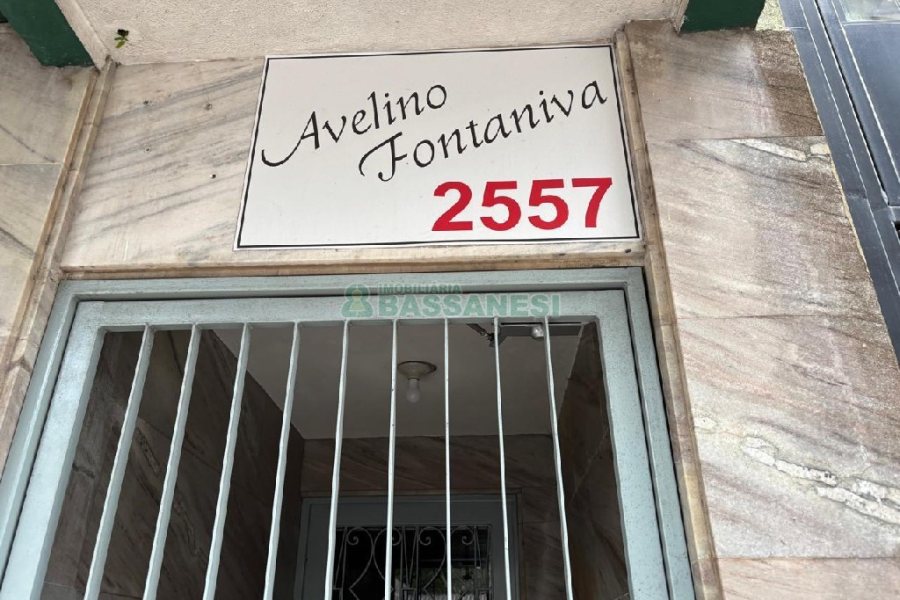 Avelino
Fontaniva
2557
IMOBILIÁRIA
BASSANESI